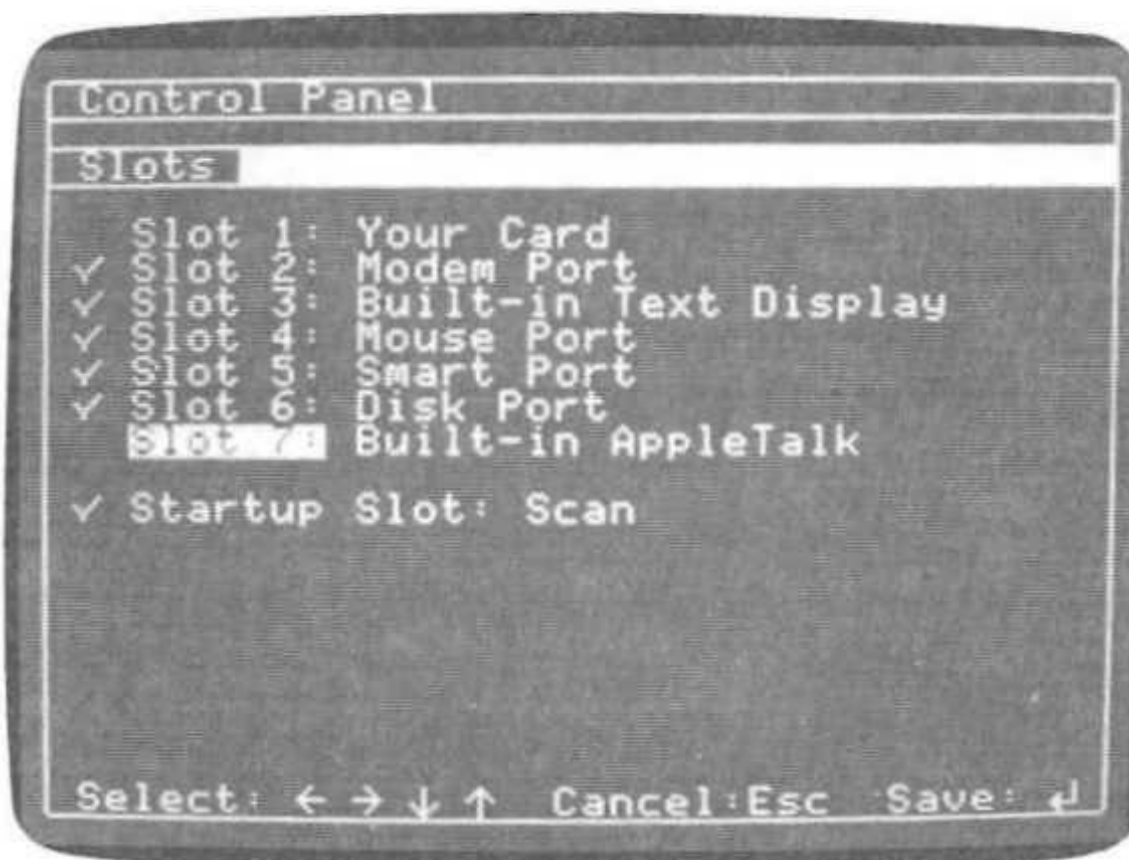 Control Panel
Slots
Slot 1: Your Card
✓ Slot 2: Modem Port
✓ Slot 3: Built-in Text Display
✓ Slot 4: Mouse Port
✓ Slot 5: Smart Port
✓ Slot 6: Disk Port
Slot 7: Built-in AppleTalk
✓ Startup Slot: Scan
Select: ← → ↓ ↑ Cancel:Esc Save: ↵